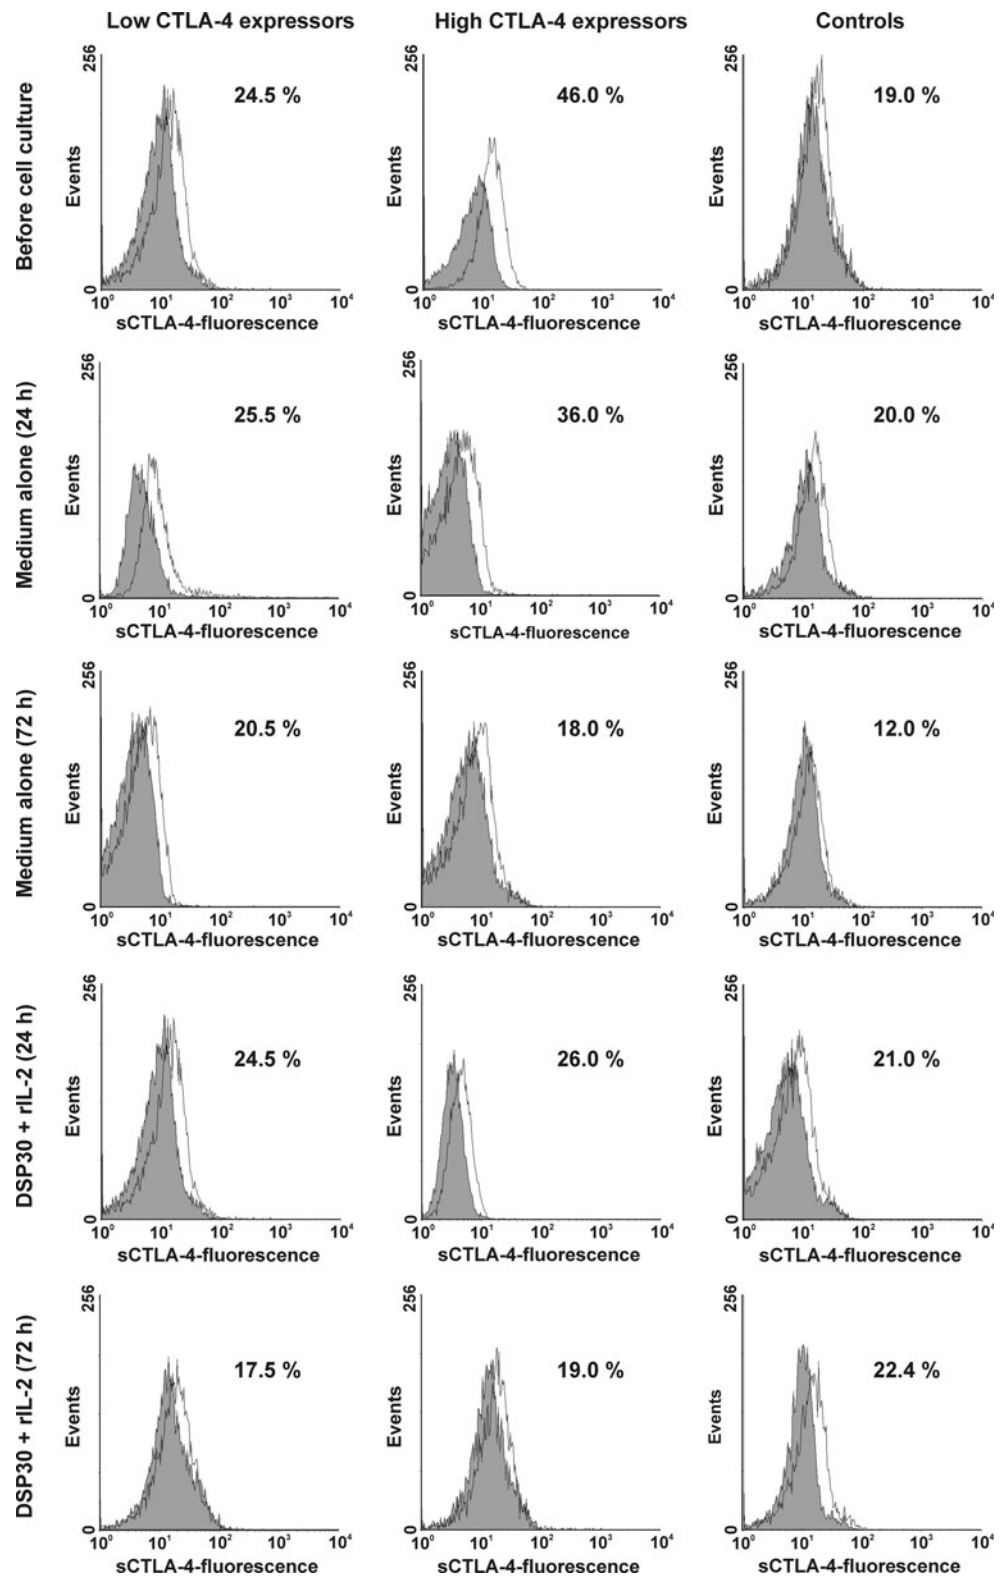 Low CTLA-4 expressors High CTLA-4 expressors Controls
Before cell culture
256
Events
0
24.5 %
10⁰ 10¹ 10² 10³ 10⁴
sCTLA-4-fluorescence
256
Events
0
46.0 %
10⁰ 10¹ 10² 10³ 10⁴
sCTLA-4-fluorescence
256
Events
0
19.0 %
10⁰ 10¹ 10² 10³ 10⁴
sCTLA-4-fluorescence
Medium alone (24 h)
256
Events
0
25.5 %
10⁰ 10¹ 10² 10³ 10⁴
sCTLA-4-fluorescence
256
Events
0
36.0 %
10⁰ 10¹ 10² 10³ 10⁴
sCTLA-4-fluorescence
256
Events
0
20.0 %
10⁰ 10¹ 10² 10³ 10⁴
sCTLA-4-fluorescence
Medium alone (72 h)
256
Events
0
20.5 %
10⁰ 10¹ 10² 10³ 10⁴
sCTLA-4-fluorescence
256
Events
0
18.0 %
10⁰ 10¹ 10² 10³ 10⁴
sCTLA-4-fluorescence
256
Events
0
12.0 %
10⁰ 10¹ 10² 10³ 10⁴
sCTLA-4-fluorescence
DSP30 + rIL-2 (24 h)
256
Events
0
24.5 %
10⁰ 10¹ 10² 10³ 10⁴
sCTLA-4-fluorescence
256
Events
0
26.0 %
10⁰ 10¹ 10² 10³ 10⁴
sCTLA-4-fluorescence
256
Events
0
21.0 %
10⁰ 10¹ 10² 10³ 10⁴
sCTLA-4-fluorescence
DSP30 + rIL-2 (72 h)
256
Events
0
17.5 %
10⁰ 10¹ 10² 10³ 10⁴
sCTLA-4-fluorescence
256
Events
0
19.0 %
10⁰ 10¹ 10² 10³ 10⁴
sCTLA-4-fluorescence
256
Events
0
22.4 %
10⁰ 10¹ 10² 10³ 10⁴
sCTLA-4-fluorescence